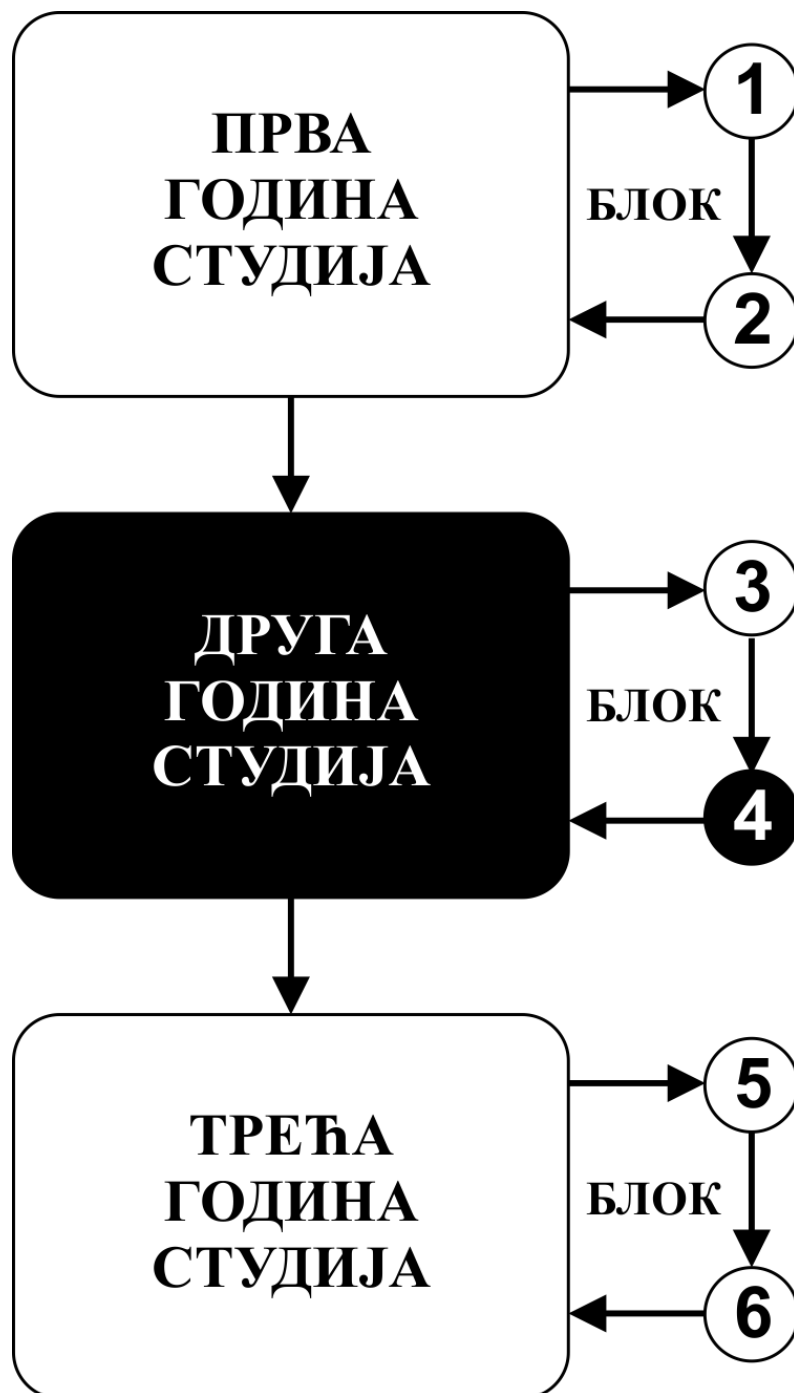 ПРВА
ГОДИНА
СТУДИЈА
1
БЛОК
2
ДРУГА
ГОДИНА
СТУДИЈА
3
БЛОК
4
ТРЕЋА
ГОДИНА
СТУДИЈА
5
БЛОК
6